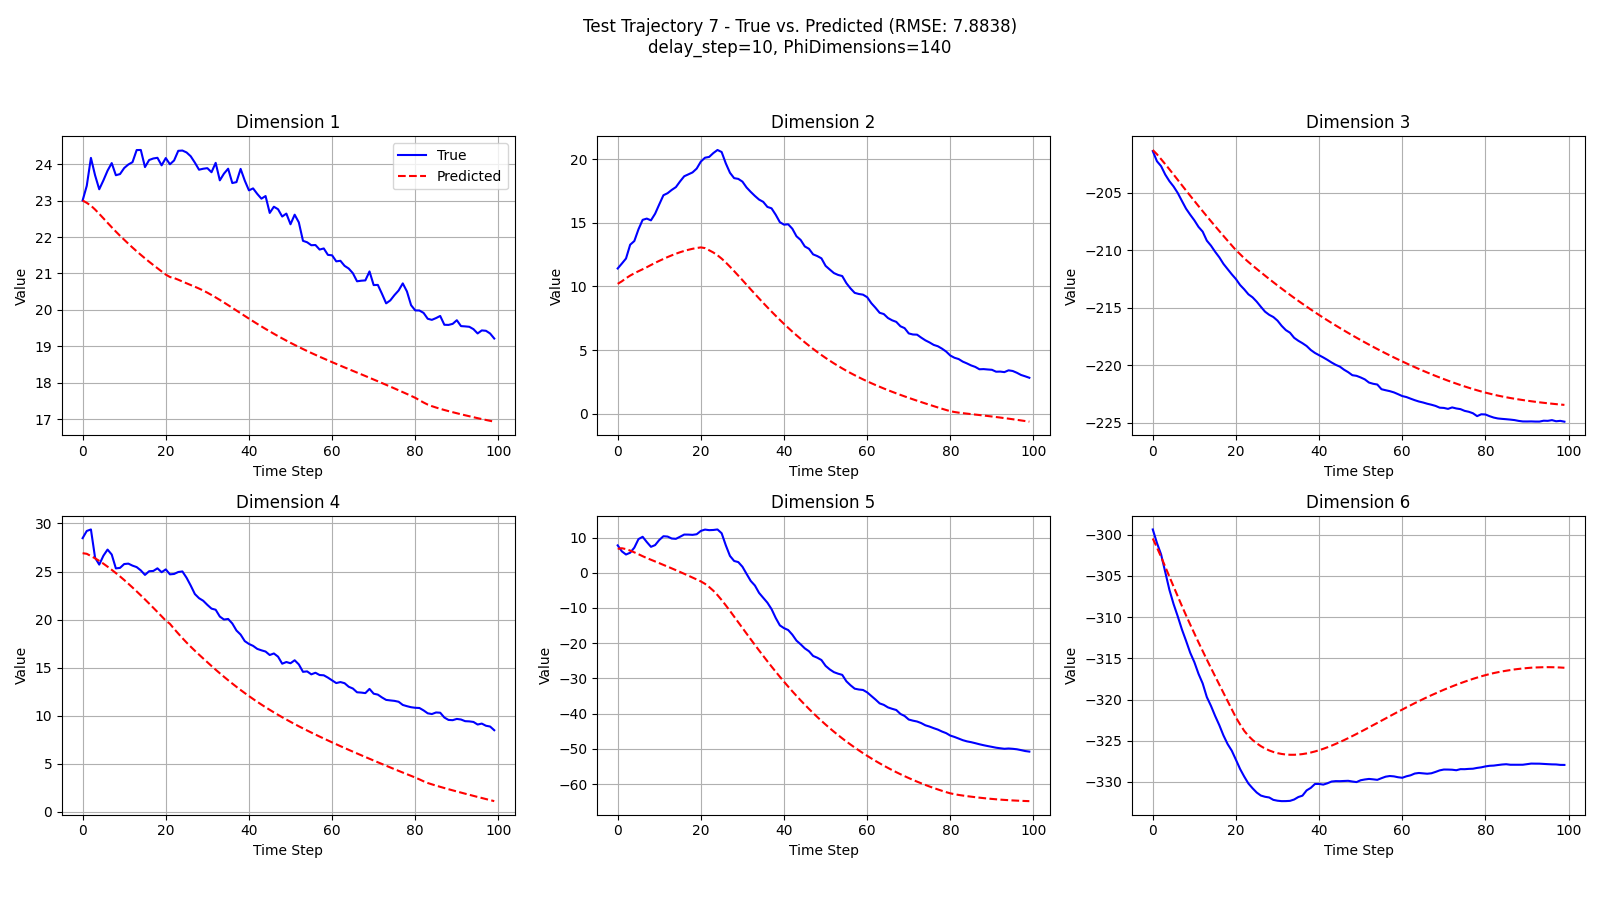 Test Trajectory 7 - True vs. Predicted (RMSE: 7.8838)
delay_step=10, PhiDimensions=140
Dimension 1
Value
24
23
22
21
20
19
18
17
True
Predicted
0 20 40 60 80 100
Time Step
Dimension 2
Value
20
15
10
5
0
0 20 40 60 80 100
Time Step
Dimension 3
Value
−205
−210
−215
−220
−225
0 20 40 60 80 100
Time Step
Dimension 4
Value
30
25
20
15
10
5
0
0 20 40 60 80 100
Time Step
Dimension 5
Value
10
0
−10
−20
−30
−40
−50
−60
0 20 40 60 80 100
Time Step
Dimension 6
Value
−300
−305
−310
−315
−320
−325
−330
0 20 40 60 80 100
Time Step